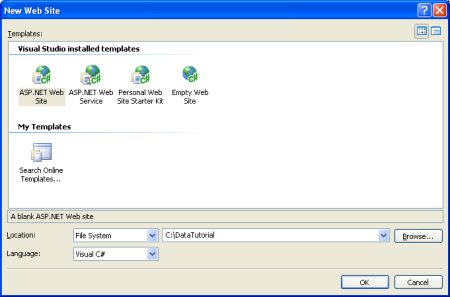 New Web Site
Templates:
Visual Studio installed templates
ASP.NET Web Site
ASP.NET Web Service
Personal Web Site Starter Kit
Empty Web Site
My Templates
Search Online Templates...
A blank ASP.NET Web site
Location: File System C:\DataTutorial Browse...
Language: Visual C#
OK Cancel